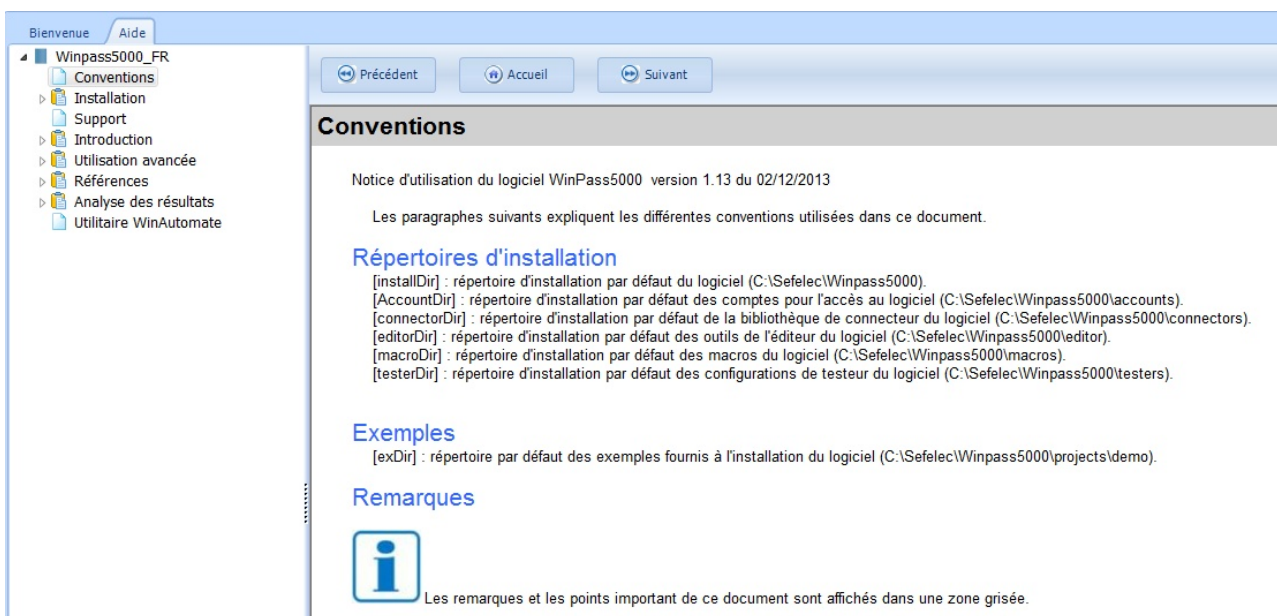 Bienvenue
Aide
Winpass5000_FR
Conventions
Installation
Support
Introduction
Utilisation avancée
Références
Analyse des résultats
Utilitaire WinAutomate
Précédent
Accueil
Suivant
Conventions
Notice d'utilisation du logiciel WinPass5000 version 1.13 du 02/12/2013
Les paragraphes suivants expliquent les différentes conventions utilisées dans ce document.
Répertoires d'installation
[installDir] : répertoire d'installation par défaut du logiciel (C:\Sefelec\Winpass5000).
[AccountDir] : répertoire d'installation par défaut des comptes pour l'accès au logiciel (C:\Sefelec\Winpass5000\accounts).
[connectorDir] : répertoire d'installation par défaut de la bibliothèque de connecteur du logiciel (C:\Sefelec\Winpass5000\connectors).
[editorDir] : répertoire d'installation par défaut des outils de l'éditeur du logiciel (C:\Sefelec\Winpass5000\editor).
[macroDir] : répertoire d'installation par défaut des macros du logiciel (C:\Sefelec\Winpass5000\macros).
[testerDir] : répertoire d'installation par défaut des configurations de testeur du logiciel (C:\Sefelec\Winpass5000\testers).
Exemples
[exDir] : répertoire par défaut des exemples fournis à l'installation du logiciel (C:\Sefelec\Winpass5000\projects\demo).
Remarques
Les remarques et les points important de ce document sont affichés dans une zone grisée.